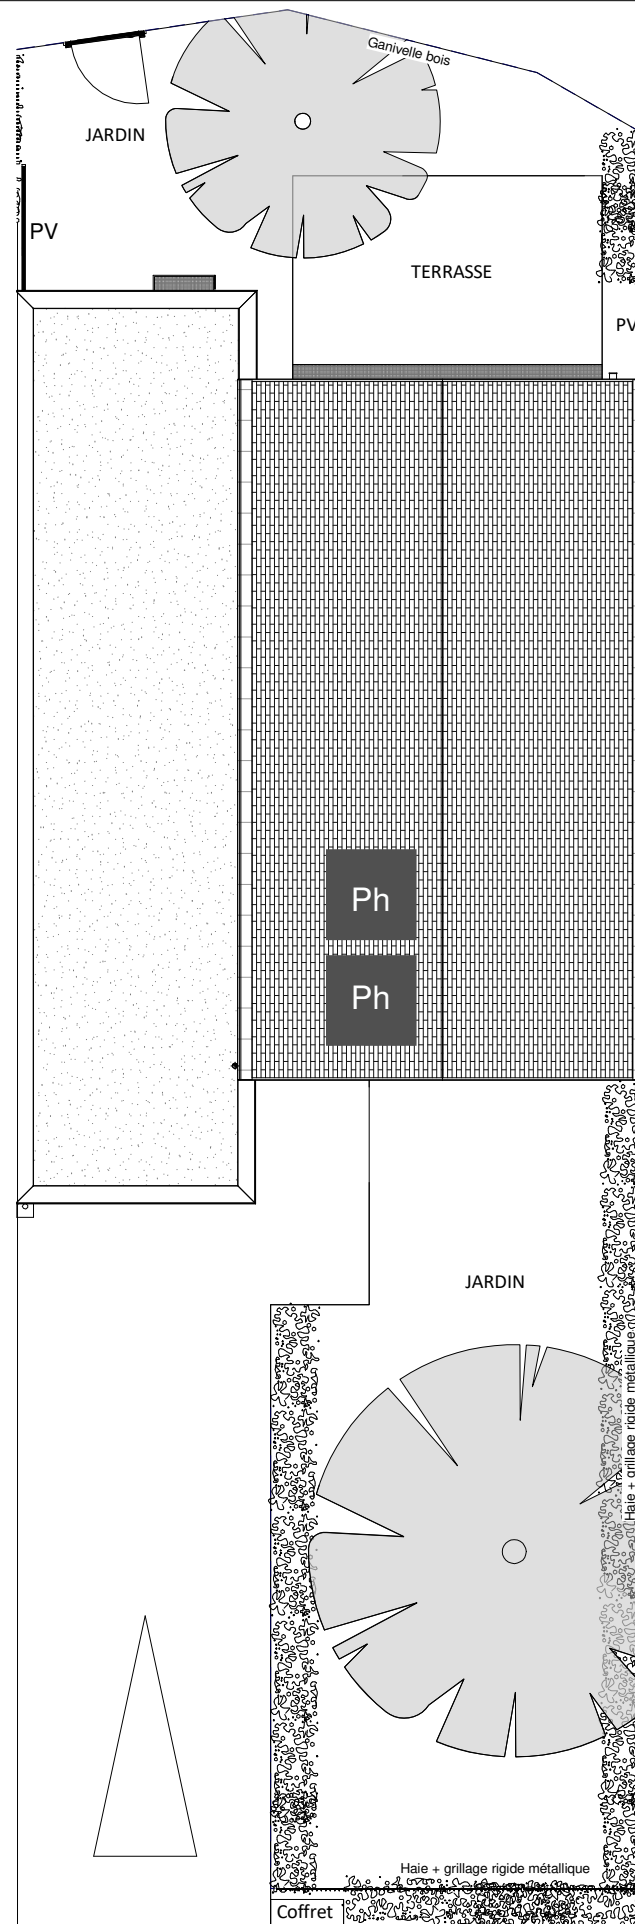 Ganivelle bois
JARDIN
PV
TERRASSE
PV
Ph
Ph
JARDIN
Haie + grillage rigide métallique
Haie + grillage rigide métallique
Coffret